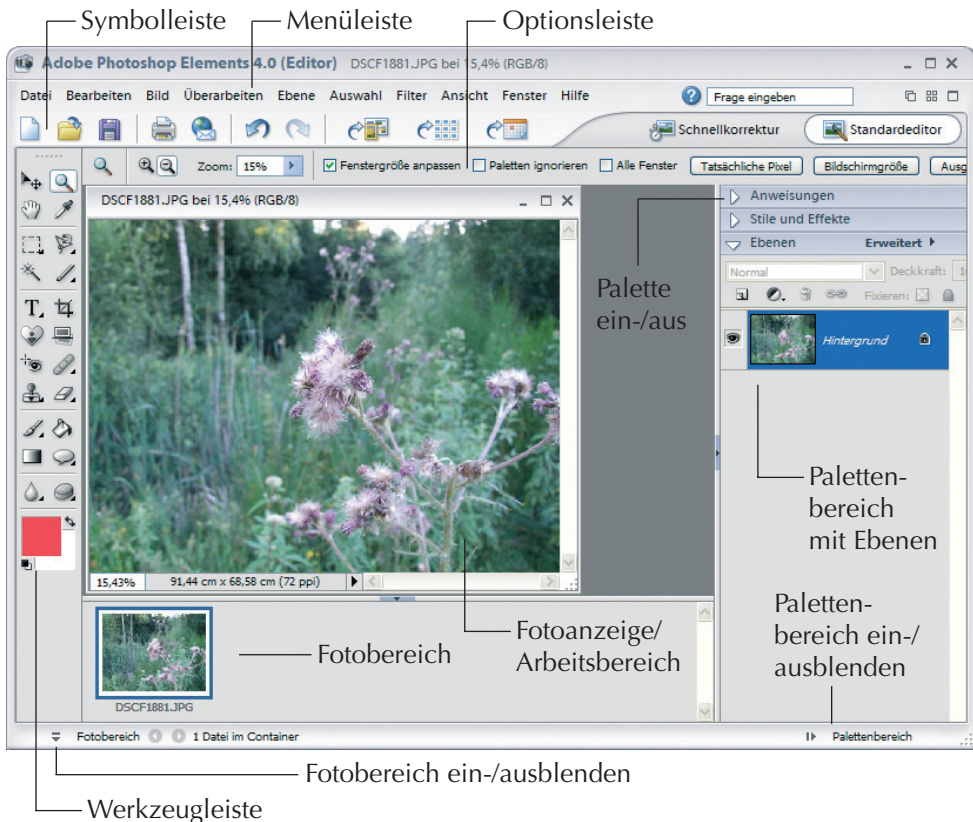 Symbolleiste
Menüleiste
Optionsleiste
Adobe Photoshop Elements 4.0 (Editor) DSCF1881.JPG bei 15,4% (RGB/8)
Datei Bearbeiten Bild Überarbeiten Ebene Auswahl Filter Ansicht Fenster Hilfe
? Frage eingeben
Schnellkorrektur
Standardeditor
Zoom: 15% Fenstergröße anpassen Paletten ignorieren Alle Fenster Tatsächliche Pixel Bildschirmgröße Ausg
DSCF1881.JPG bei 15,4% (RGB/8)
Anweisungen
Stile und Effekte
Ebenen Erweitert
Normal Deckkraft: 10
Fixieren:
Hintergrund
Palette
ein-/aus
Paletten-
bereich
mit Ebenen
15,43% 91,44 cm x 68,58 cm (72 ppi)
Fotobereich
Fotoanzeige/
Arbeitsbereich
Paletten-
bereich ein-/
ausblenden
DSCF1881.JPG
Fotobereich 1 Datei im Container
Palettenbereich
Fotobereich ein-/ausblenden
Werkzeugleiste